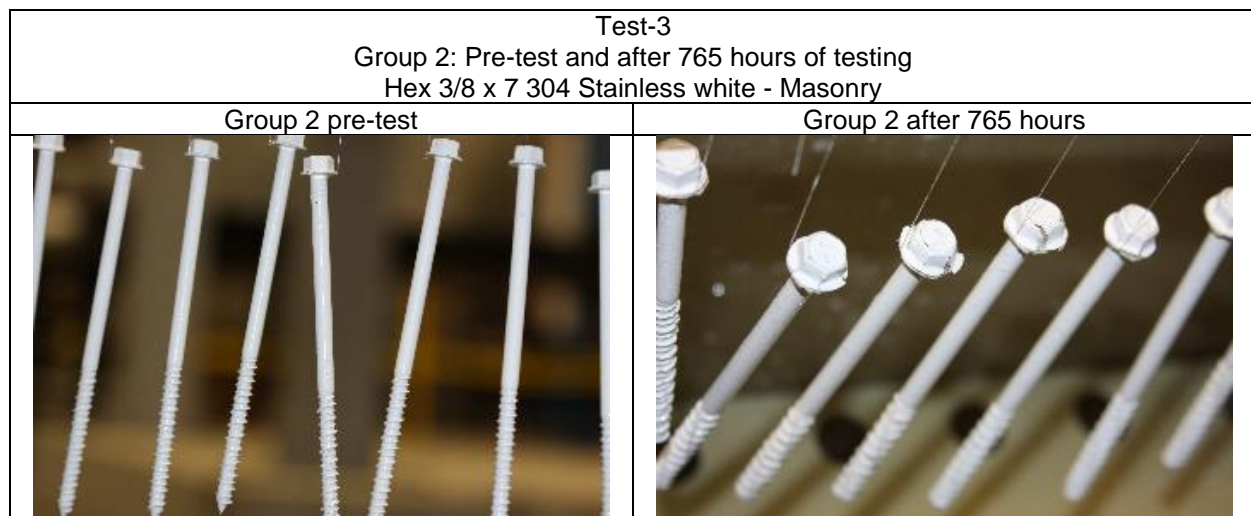 Test-3
Group 2: Pre-test and after 765 hours of testing
Hex 3/8 x 7 304 Stainless white - Masonry
Group 2 pre-test
Group 2 after 765 hours